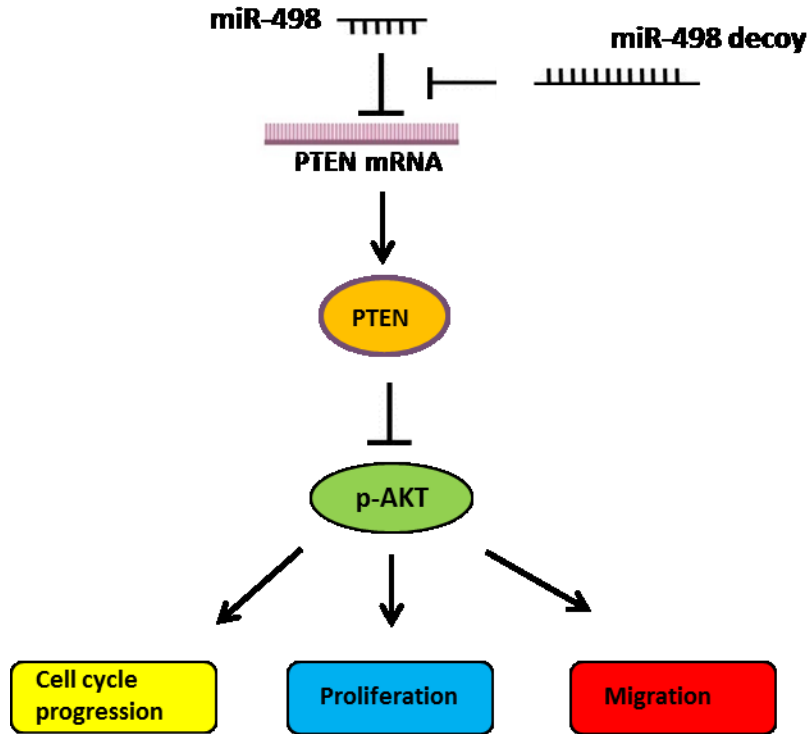 miR-498
miR-498 decoy
PTEN mRNA
PTEN
p-AKT
Cell cycle
progression
Proliferation
Migration